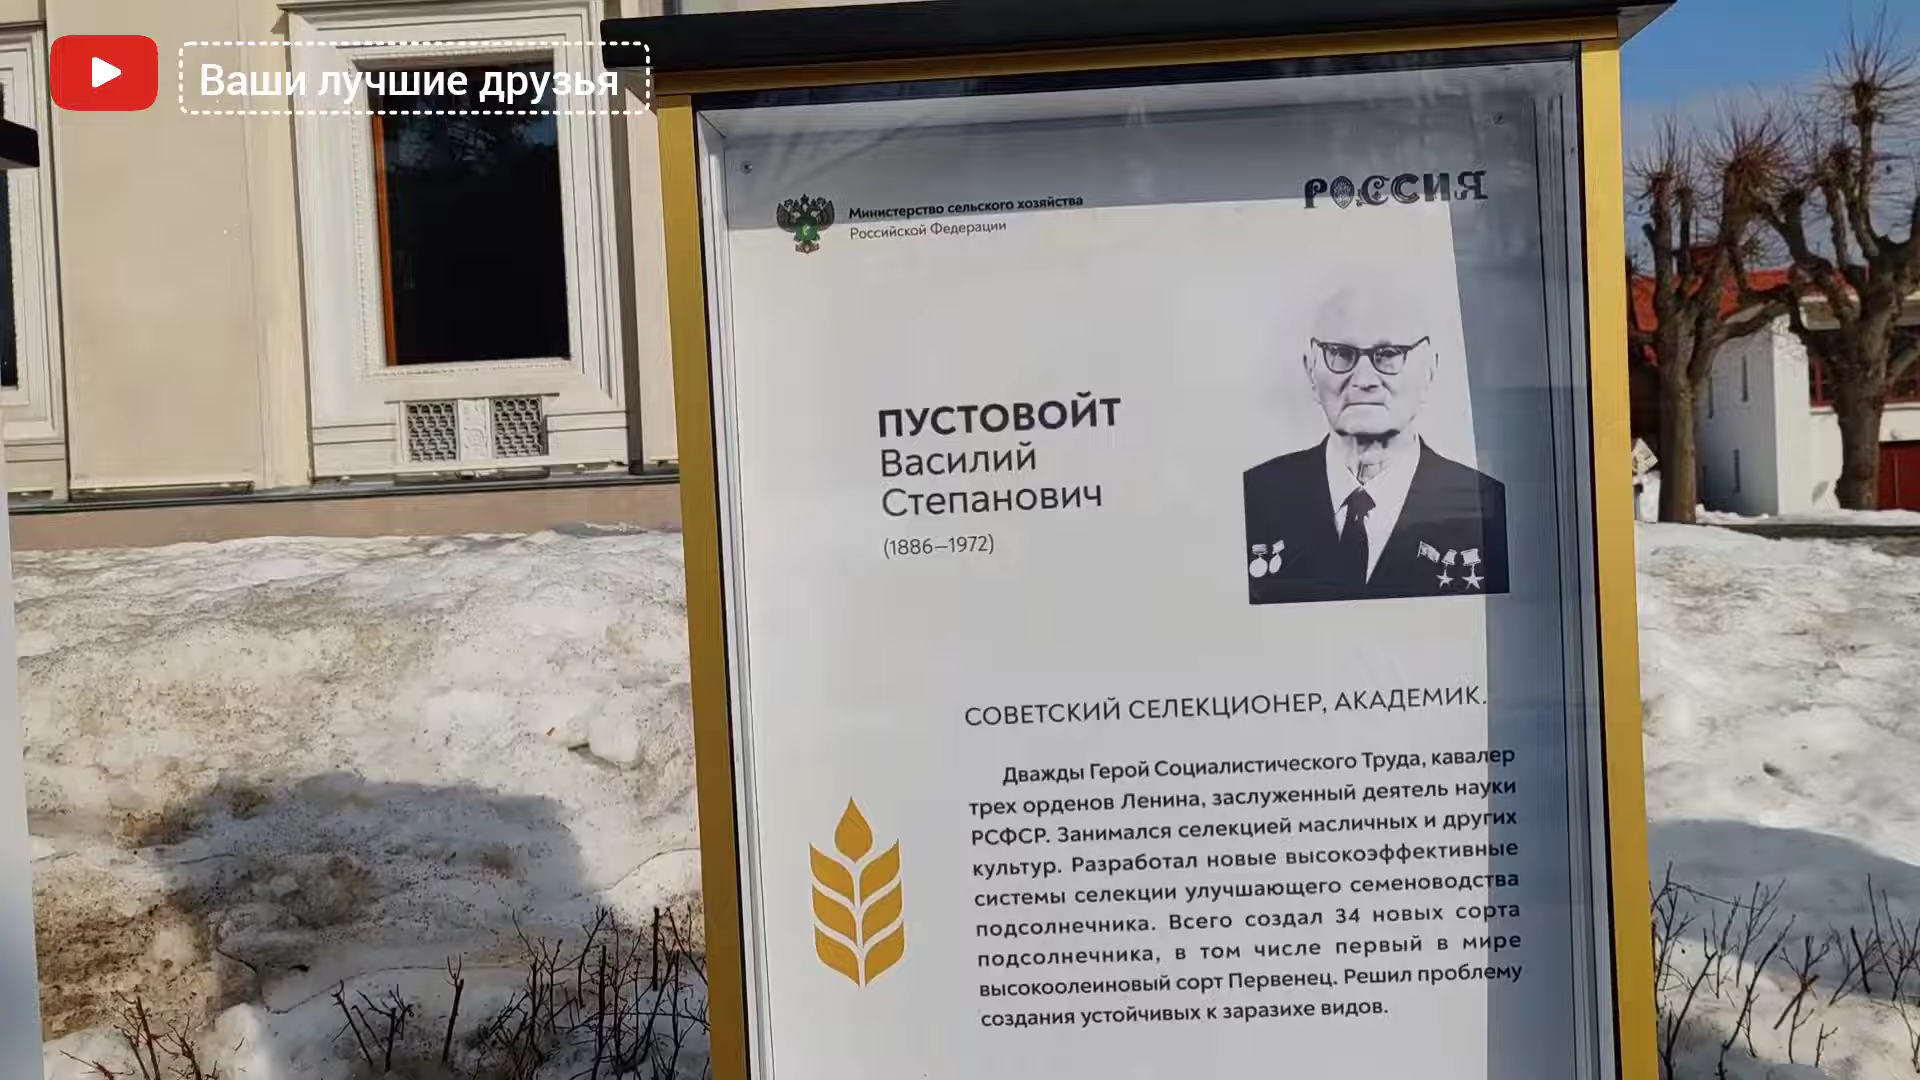 Ваши лучшие друзья
Министерство сельского хозяйства
Российской Федерации
РОССИЯ
ПУСТОВОЙТ
Василий
Степанович
(1886–1972)
СОВЕТСКИЙ СЕЛЕКЦИОНЕР, АКАДЕМИК.
Дважды Герой Социалистического Труда, кавалер
трех орденов Ленина, заслуженный деятель науки
РСФСР. Занимался селекцией масличных и других
культур. Разработал новые высокоэффективные
системы селекции улучшающего семеноводства
подсолнечника. Всего создал 34 новых сорта
подсолнечника, в том числе первый в мире
высокоолеиновый сорт Первенец. Решил проблему
создания устойчивых к заразихе видов.